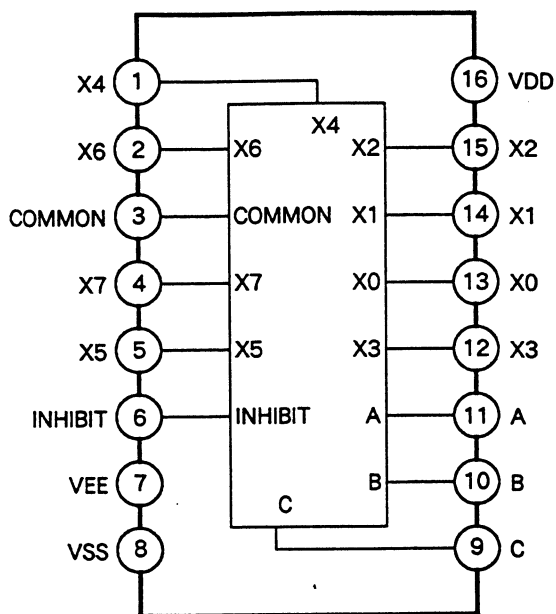 X4 1 16 VDD
X4
X6 2 X6 X2 15 X2
COMMON 3 COMMON X1 14 X1
X7 4 X7 X0 13 X0
X5 5 X5 X3 12 X3
INHIBIT 6 INHIBIT A 11 A
VEE 7 B 10 B
C
VSS 8 9 C